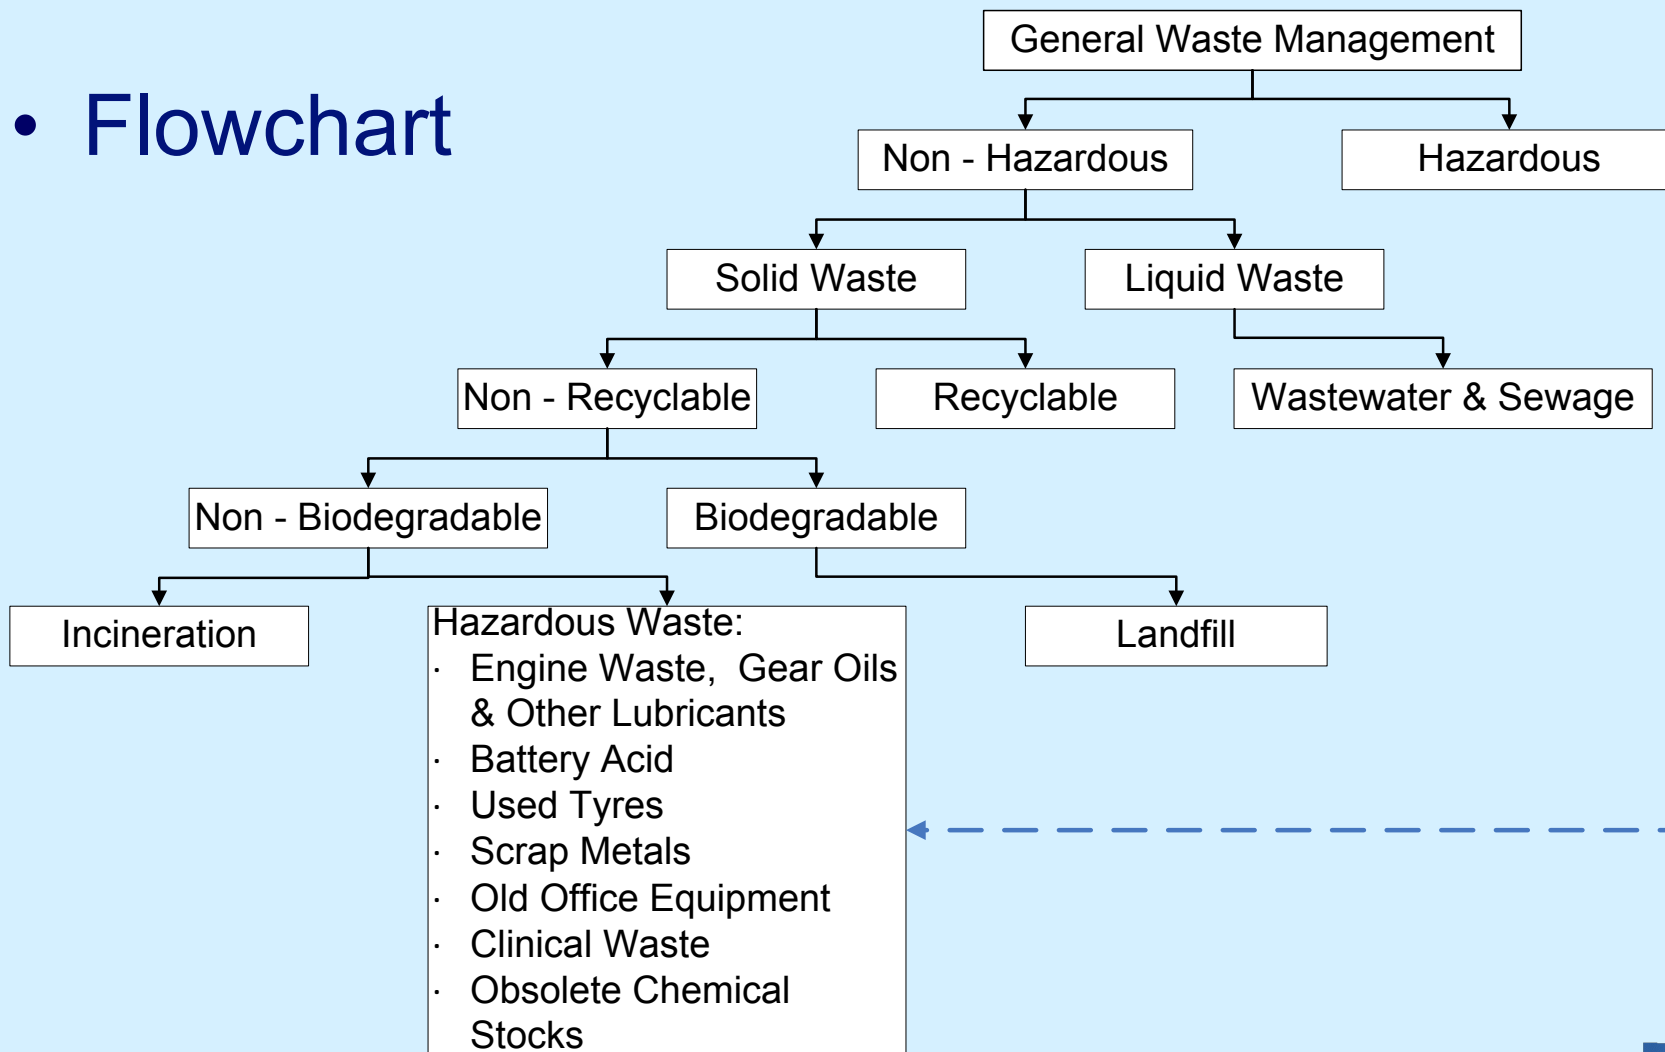 General Waste Management
• Flowchart
Non - Hazardous
Hazardous
Solid Waste
Liquid Waste
Non - Recyclable
Recyclable
Wastewater & Sewage
Non - Biodegradable
Biodegradable
Incineration
Hazardous Waste:
· Engine Waste, Gear Oils
& Other Lubricants
· Battery Acid
· Used Tyres
· Scrap Metals
· Old Office Equipment
· Clinical Waste
· Obsolete Chemical
Stocks
Landfill